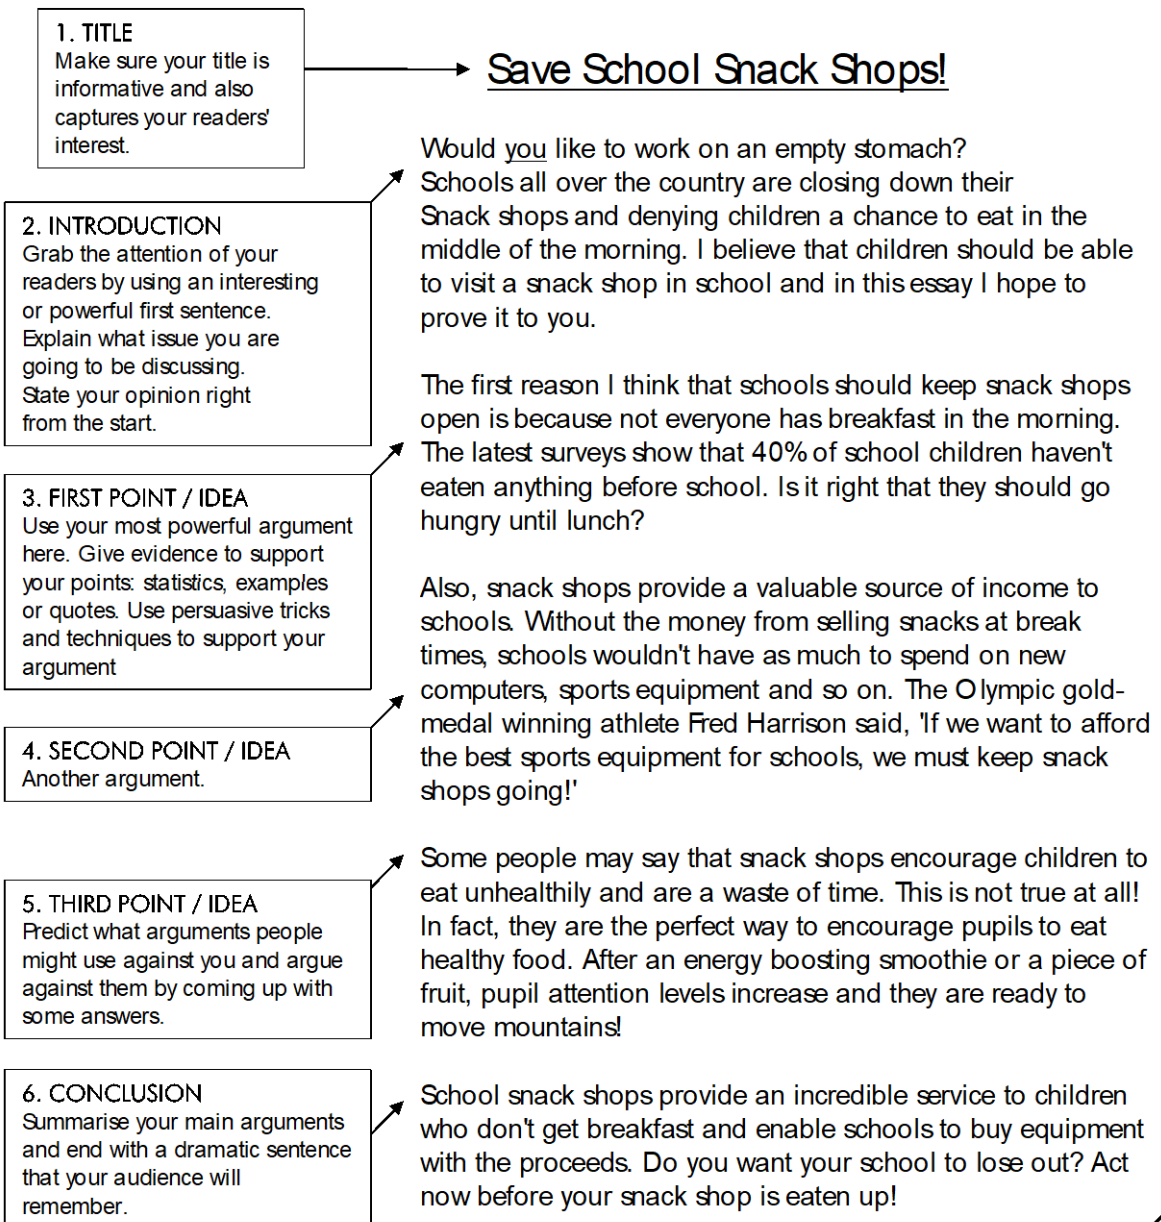 1. TITLE
Make sure your title is
informative and also
captures your readers'
interest.
Save School Snack Shops!
2. INTRODUCTION
Grab the attention of your
readers by using an interesting
or powerful first sentence.
Explain what issue you are
going to be discussing.
State your opinion right
from the start.
Would you like to work on an empty stomach?
Schools all over the country are closing down their
Snack shops and denying children a chance to eat in the
middle of the morning. I believe that children should be able
to visit a snack shop in school and in this essay I hope to
prove it to you.
3. FIRST POINT / IDEA
Use your most powerful argument
here. Give evidence to support
your points: statistics, examples
or quotes. Use persuasive tricks
and techniques to support your
argument
The first reason I think that schools should keep snack shops
open is because not everyone has breakfast in the morning.
The latest surveys show that 40% of school children haven't
eaten anything before school. Is it right that they should go
hungry until lunch?
4. SECOND POINT / IDEA
Another argument.
Also, snack shops provide a valuable source of income to
schools. Without the money from selling snacks at break
times, schools wouldn't have as much to spend on new
computers, sports equipment and so on. The Olympic gold-
medal winning athlete Fred Harrison said, 'If we want to afford
the best sports equipment for schools, we must keep snack
shops going!'
5. THIRD POINT / IDEA
Predict what arguments people
might use against you and argue
against them by coming up with
some answers.
Some people may say that snack shops encourage children to
eat unhealthily and are a waste of time. This is not true at all!
In fact, they are the perfect way to encourage pupils to eat
healthy food. After an energy boosting smoothie or a piece of
fruit, pupil attention levels increase and they are ready to
move mountains!
6. CONCLUSION
Summarise your main arguments
and end with a dramatic sentence
that your audience will
remember.
School snack shops provide an incredible service to children
who don't get breakfast and enable schools to buy equipment
with the proceeds. Do you want your school to lose out? Act
now before your snack shop is eaten up!